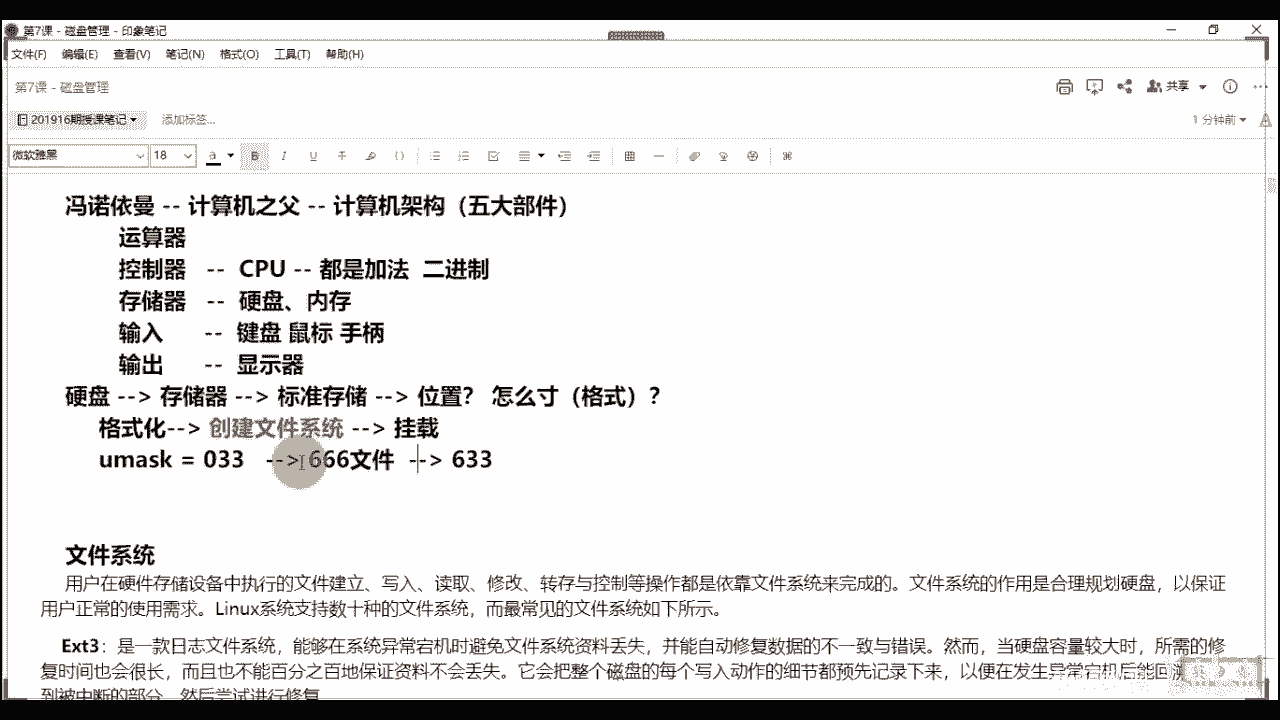 第7课 - 磁盘管理 - 印象笔记
文件(F) 编辑(E) 查看(V) 笔记(N) 格式(O) 工具(T) 帮助(H)
第7课 - 磁盘管理
共享
201916期授课笔记
添加标签...
1 分钟前
微软雅黑 18
冯诺依曼 -- 计算机之父 -- 计算机架构（五大部件）
运算器
控制器 -- CPU -- 都是加法 二进制
存储器 -- 硬盘、内存
输入 -- 键盘 鼠标 手柄
输出 -- 显示器
硬盘 --> 存储器 --> 标准存储 --> 位置？ 怎么寸（格式）？
格式化--> 创建文件系统 --> 挂载
umask = 033 --> 666文件 --> 633
文件系统
用户在硬件存储设备中执行的文件建立、写入、读取、修改、转存与控制等操作都是依靠文件系统来完成的。文件系统的作用是合理规划硬盘，以保证
用户正常的使用需求。Linux系统支持数十种的文件系统，而最常见的文件系统如下所示。
Ext3：是一款日志文件系统，能够在系统异常宕机时避免文件系统资料丢失，并能自动修复数据的不一致与错误。然而，当硬盘容量较大时，所需的修
复时间也会很长，而且也不能百分之百地保证资料不会丢失。它会把整个磁盘的每个写入动作的细节都预先记录下来，以便在发生异常宕机后能回
到被中断的部分，然后尝试进行修复